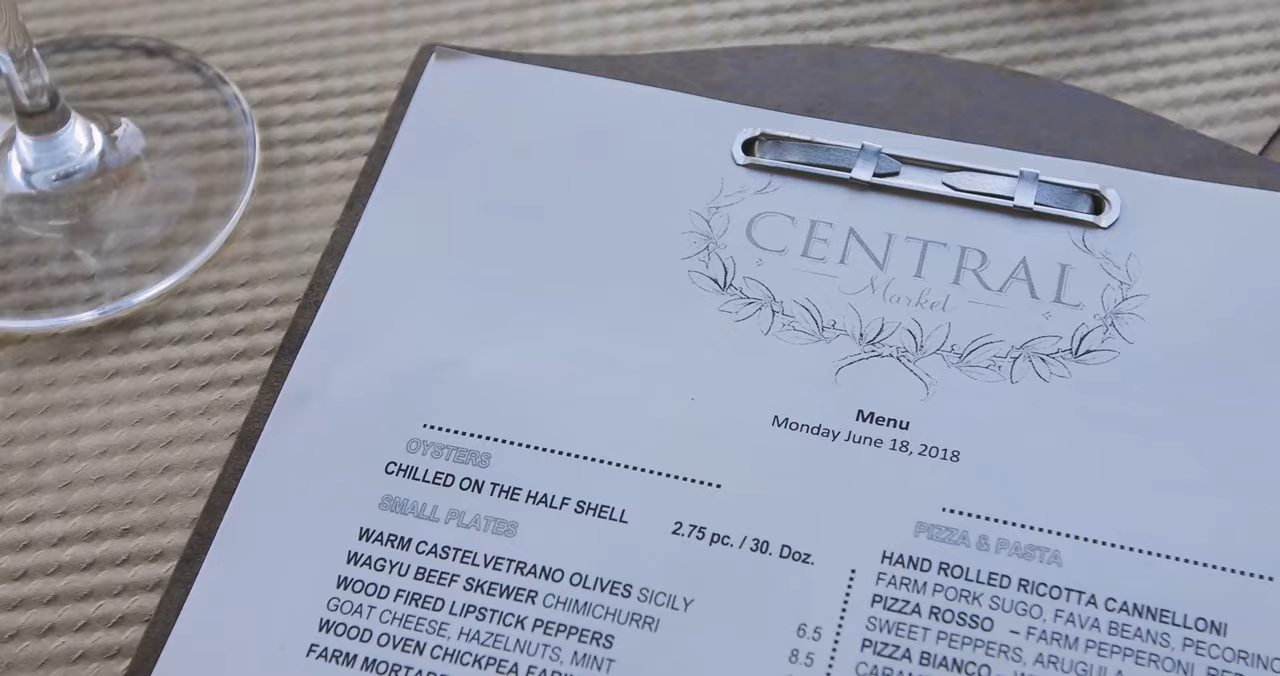 CENTRAL
Market
Menu
Monday June 18, 2018
OYSTERS
CHILLED ON THE HALF SHELL 2.75 pc. / 30. Doz.
SMALL PLATES
WARM CASTELVETRANO OLIVES SICILY 6.5
WAGYU BEEF SKEWER CHIMICHURRI 8.5
WOOD FIRED LIPSTICK PEPPERS
GOAT CHEESE, HAZELNUTS, MINT
WOOD OVEN CHICKPEA
FARM
PIZZA & PASTA
HAND ROLLED RICOTTA CANNELLONI
FARM PORK SUGO, FAVA BEANS, PECORINO
PIZZA ROSSO – FARM PEPPERONI,
SWEET PEPPERS, ARUGULA
PIZZA BIANCO –